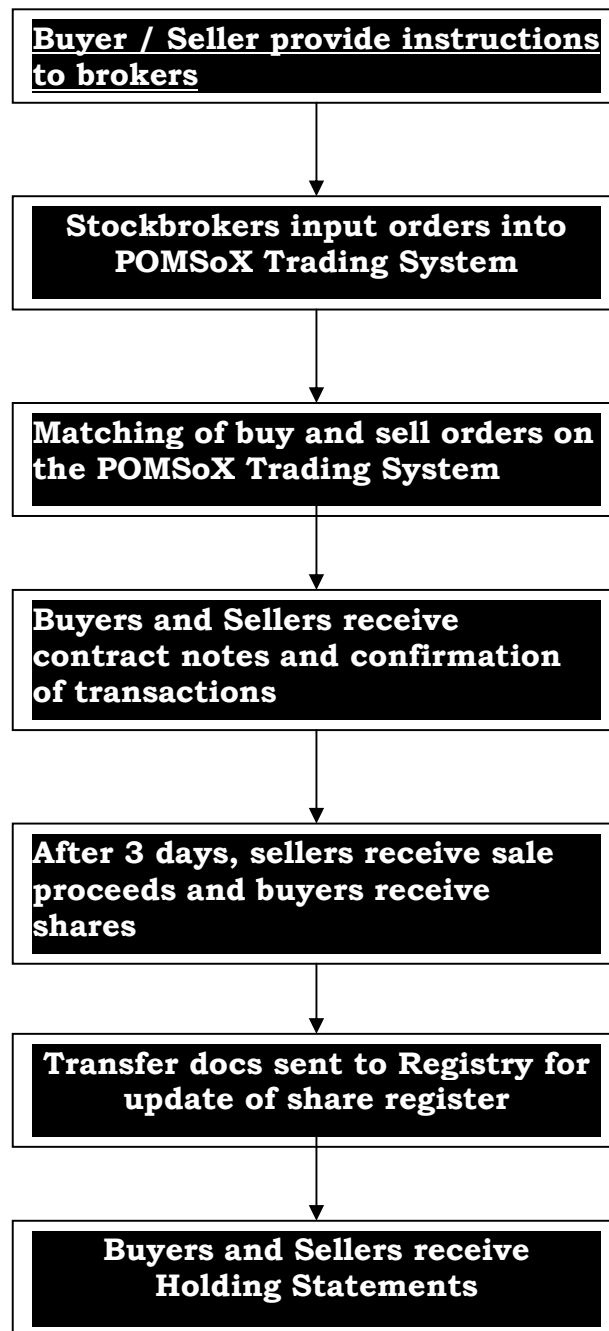 Buyer / Seller provide instructions
to brokers
Stockbrokers input orders into
POMSoX Trading System
Matching of buy and sell orders on
the POMSoX Trading System
Buyers and Sellers receive
contract notes and confirmation
of transactions
After 3 days, sellers receive sale
proceeds and buyers receive
shares
Transfer docs sent to Registry for
update of share register
Buyers and Sellers receive
Holding Statements